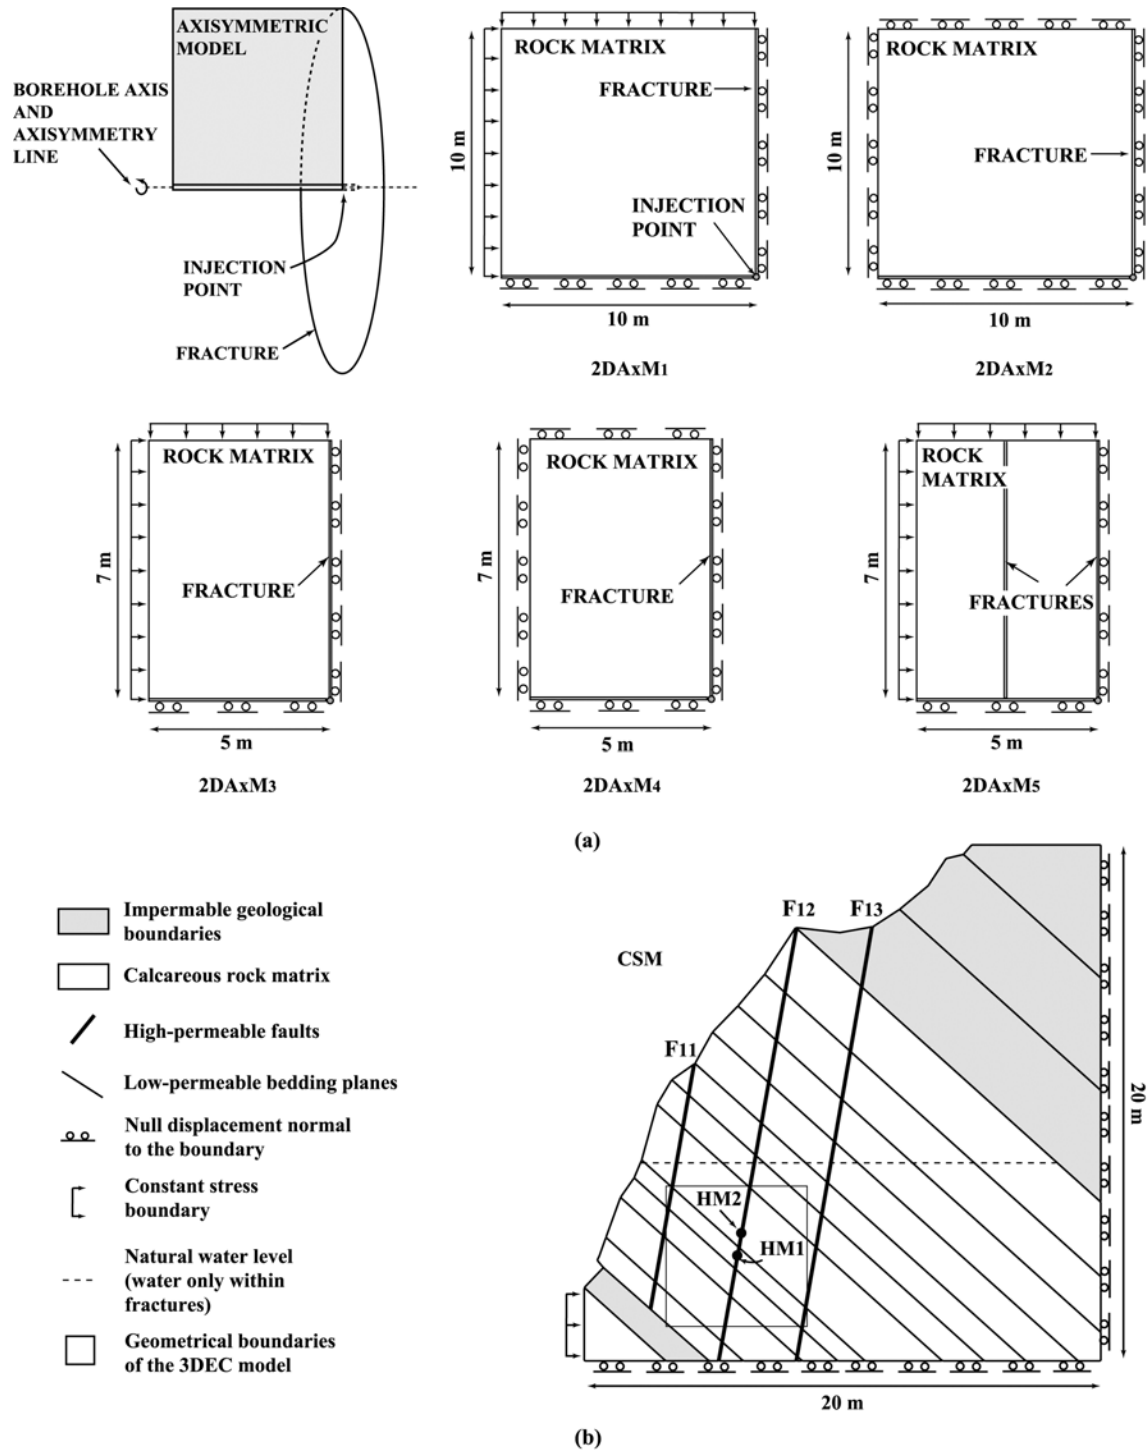 AXISYMMETRIC
MODEL
BOREHOLE AXIS
AND
AXISYMMETRY
LINE
INJECTION
POINT
FRACTURE
ROCK MATRIX
FRACTURE
10 m
INJECTION
POINT
10 m
2DAxM1
ROCK MATRIX
FRACTURE
10 m
10 m
2DAxM2
ROCK MATRIX
7 m
FRACTURE
5 m
2DAxM3
ROCK MATRIX
7 m
FRACTURE
5 m
2DAxM4
ROCK
MATRIX
7 m
FRACTURES
5 m
2DAxM5
(a)
Impermable geological
boundaries
Calcareous rock matrix
High-permeable faults
Low-permeable bedding planes
Null displacement normal
to the boundary
Constant stress
boundary
Natural water level
(water only within
fractures)
Geometrical boundaries
of the 3DEC model
CSM
F12
F13
F11
HM2
HM1
20 m
20 m
(b)